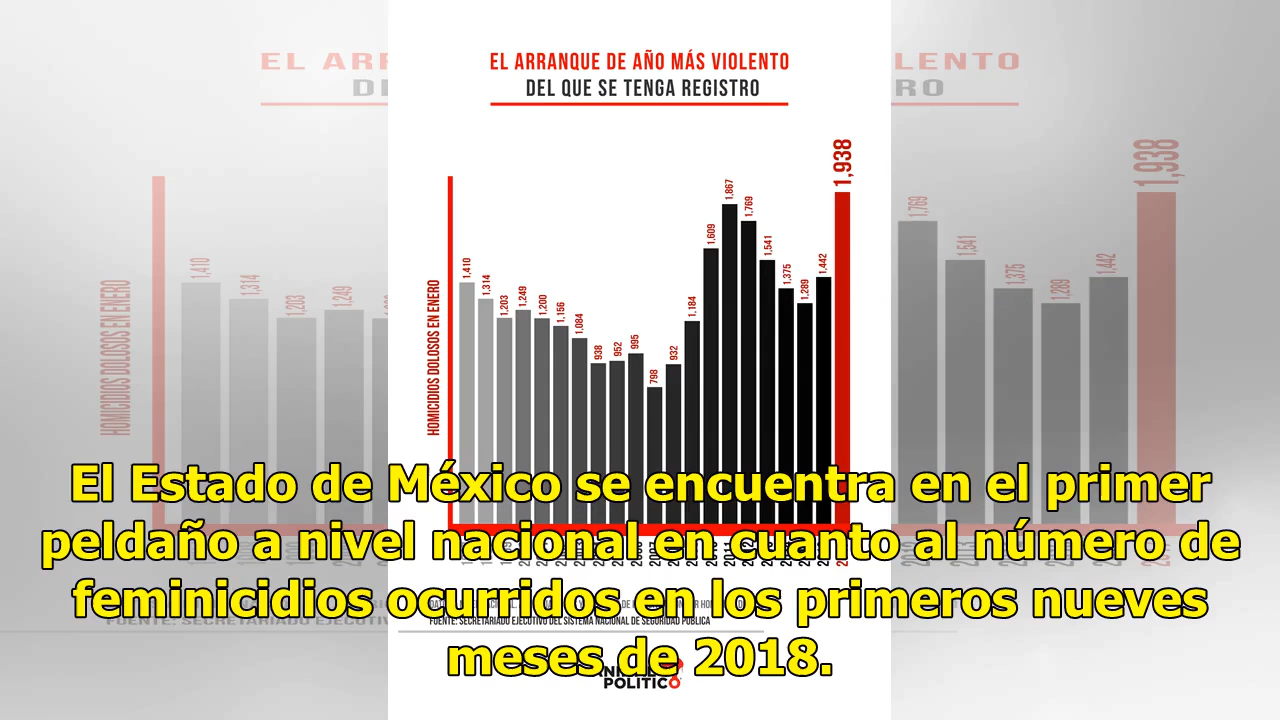 EL ARRANQUE DE AÑO MÁS VIOLENTO
DEL QUE SE TENGA REGISTRO
HOMICIDIOS DOLOSOS EN ENERO
1,410
1,314
1,203
1,249
1,200
1,156
1,084
938
952
995
798
932
1,184
1,609
1,867
1,769
1,541
1,375
1,289
1,442
1,938
El Estado de México se encuentra en el primer
peldaño a nivel nacional en cuanto al número de
feminicidios ocurridos en los primeros nueves
meses de 2018.
FUENTE: SECRETARIADO EJECUTIVO DEL SISTEMA NACIONAL DE SEGURIDAD PÚBLICA
POLÍTICO